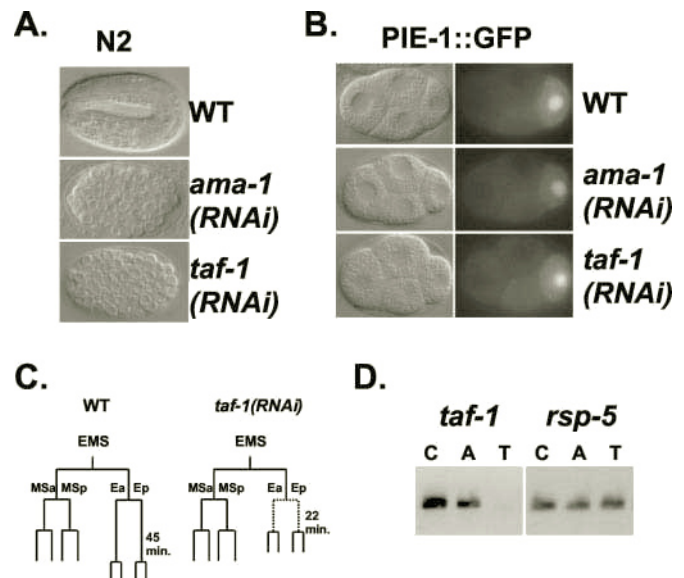 A.
N2
WT
ama-1
(RNAi)
taf-1
(RNAi)
B.
PIE-1::GFP
WT
ama-1
(RNAi)
taf-1
(RNAi)
C.
WT taf-1(RNAi)
EMS EMS
MSa MSp Ea Ep MSa MSp Ea Ep
45
min.
22
min.
D.
taf-1 rsp-5
C A T C A T